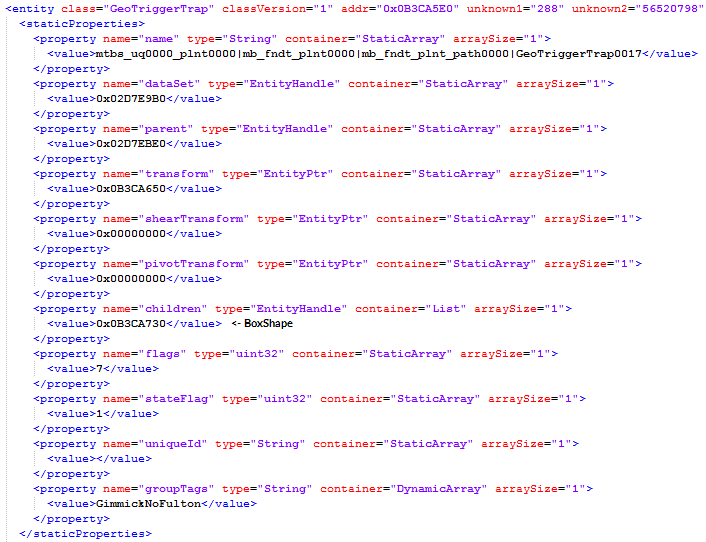 <entity class="GeoTriggerTrap" classVersion="1" addr="0x0B3CA5E0" unknown1="288" unknown2="56520798"
<staticProperties>
<property name="name" type="String" container="StaticArray" arraySize="1">
<value>mtbs_uq0000_plnt0000|mb_fndt_plnt0000|mb_fndt_plnt_path0000|GeoTriggerTrap0017</value>
</property>
<property name="dataSet" type="EntityHandle" container="StaticArray" arraySize="1">
<value>0x02D7E9B0</value>
</property>
<property name="parent" type="EntityHandle" container="StaticArray" arraySize="1">
<value>0x02D7EBE0</value>
</property>
<property name="transform" type="EntityPtr" container="StaticArray" arraySize="1">
<value>0x0B3CA650</value>
</property>
<property name="shearTransform" type="EntityPtr" container="StaticArray" arraySize="1">
<value>0x00000000</value>
</property>
<property name="pivotTransform" type="EntityPtr" container="StaticArray" arraySize="1">
<value>0x00000000</value>
</property>
<property name="children" type="EntityHandle" container="List" arraySize="1">
<value>0x0B3CA730</value> <- BoxShape
</property>
<property name="flags" type="uint32" container="StaticArray" arraySize="1">
<value>7</value>
</property>
<property name="stateFlag" type="uint32" container="StaticArray" arraySize="1">
<value>1</value>
</property>
<property name="uniqueId" type="String" container="StaticArray" arraySize="1">
<value></value>
</property>
<property name="groupTags" type="String" container="DynamicArray" arraySize="1">
<value>GimmickNoFulton</value>
</property>
</staticProperties>